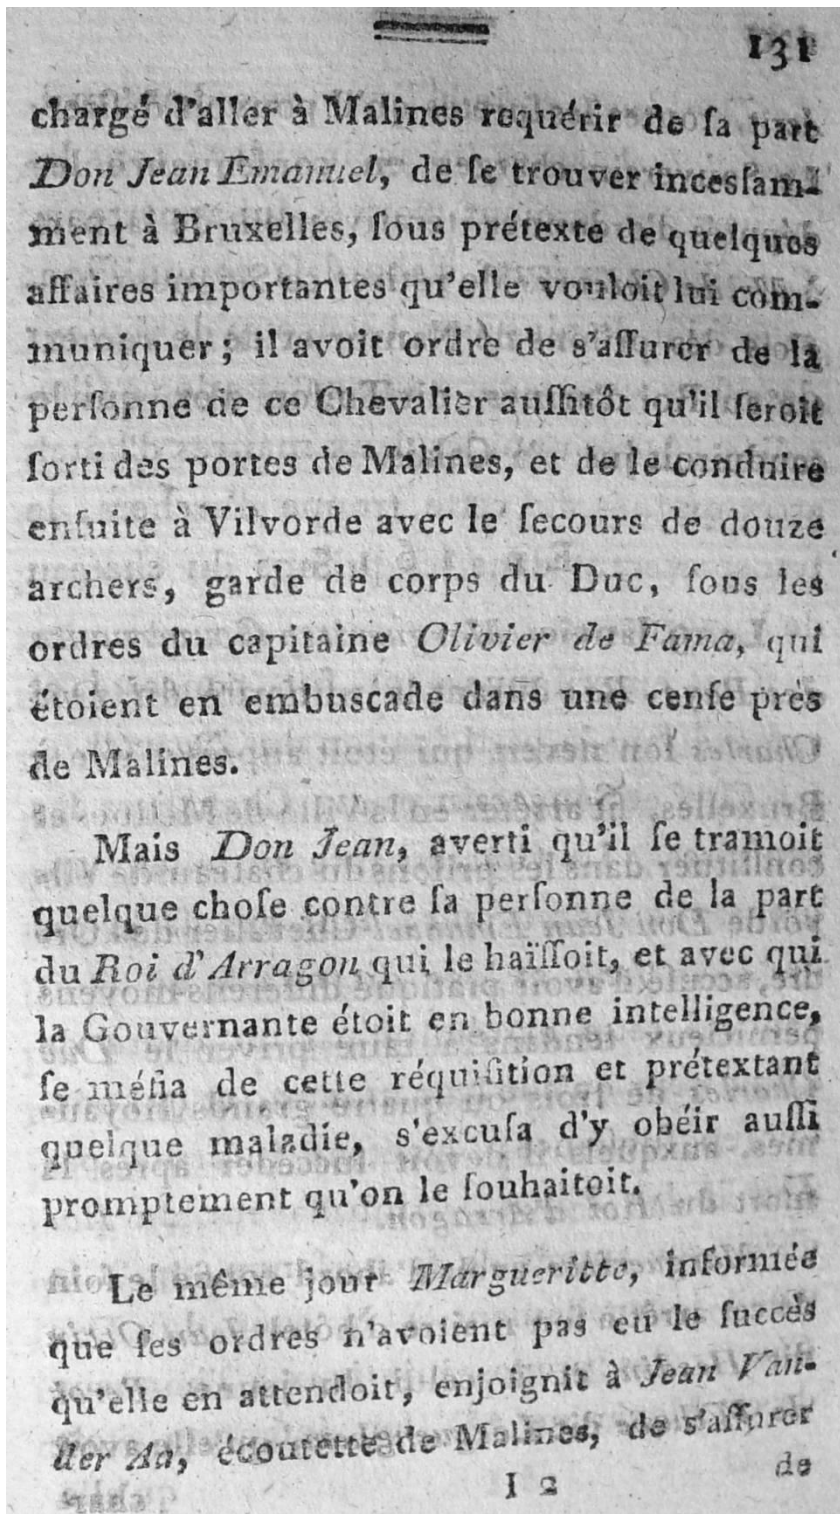 131
chargé d'aller à Malines requérir de ſa part
Don Jean Emanuel, de ſe trouver incesſam-
ment à Bruxelles, ſous prétexte de quelques
affaires importantes qu'elle vouloit lui com-
muniquer; il avoit ordre de s'aſſurer de la
perſonne de ce Chevalier auſſitôt qu'il ſeroit
ſorti des portes de Malines, et de le conduire
enſuite à Vilvorde avec le ſecours de douze
archers, garde de corps du Duc, ſous les
ordres du capitaine Olivier de Fama, qui
étoient en embuscade dans une cenſe près
de Malines.
Mais Don Jean, averti qu'il ſe tramoit
quelque choſe contre ſa perſonne de la part
du Roi d'Arragon qui le haïſſoit, et avec qui
la Gouvernante étoit en bonne intelligence,
ſe méfia de cette réquiſition et prétextant
quelque maladie, s'excuſa d'y obéir auſſi
promptement qu'on le ſouhaitoit.
Le même jour Margueritte, informée
que ſes ordres n'avoient pas eu le ſuccès
qu'elle en attendoit, enjoignit à Jean Van-
der Aa, écoutette de Malines, de s'aſſurer
I 2 de